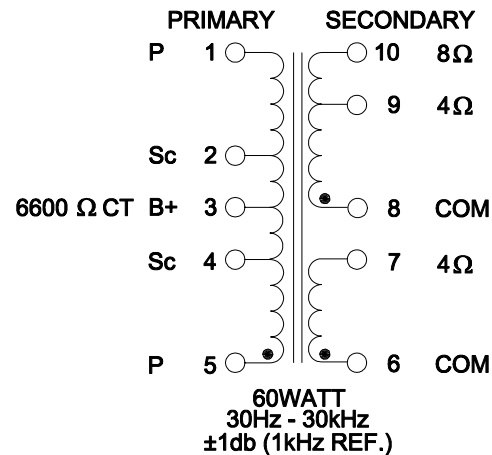 PRIMARY SECONDARY
P 1 10 8Ω
9 4Ω
Sc 2
6600 Ω CT B+ 3 8 COM
Sc 4 7 4Ω
P 5 6 COM
60WATT
30Hz - 30kHz
±1db (1kHz REF.)